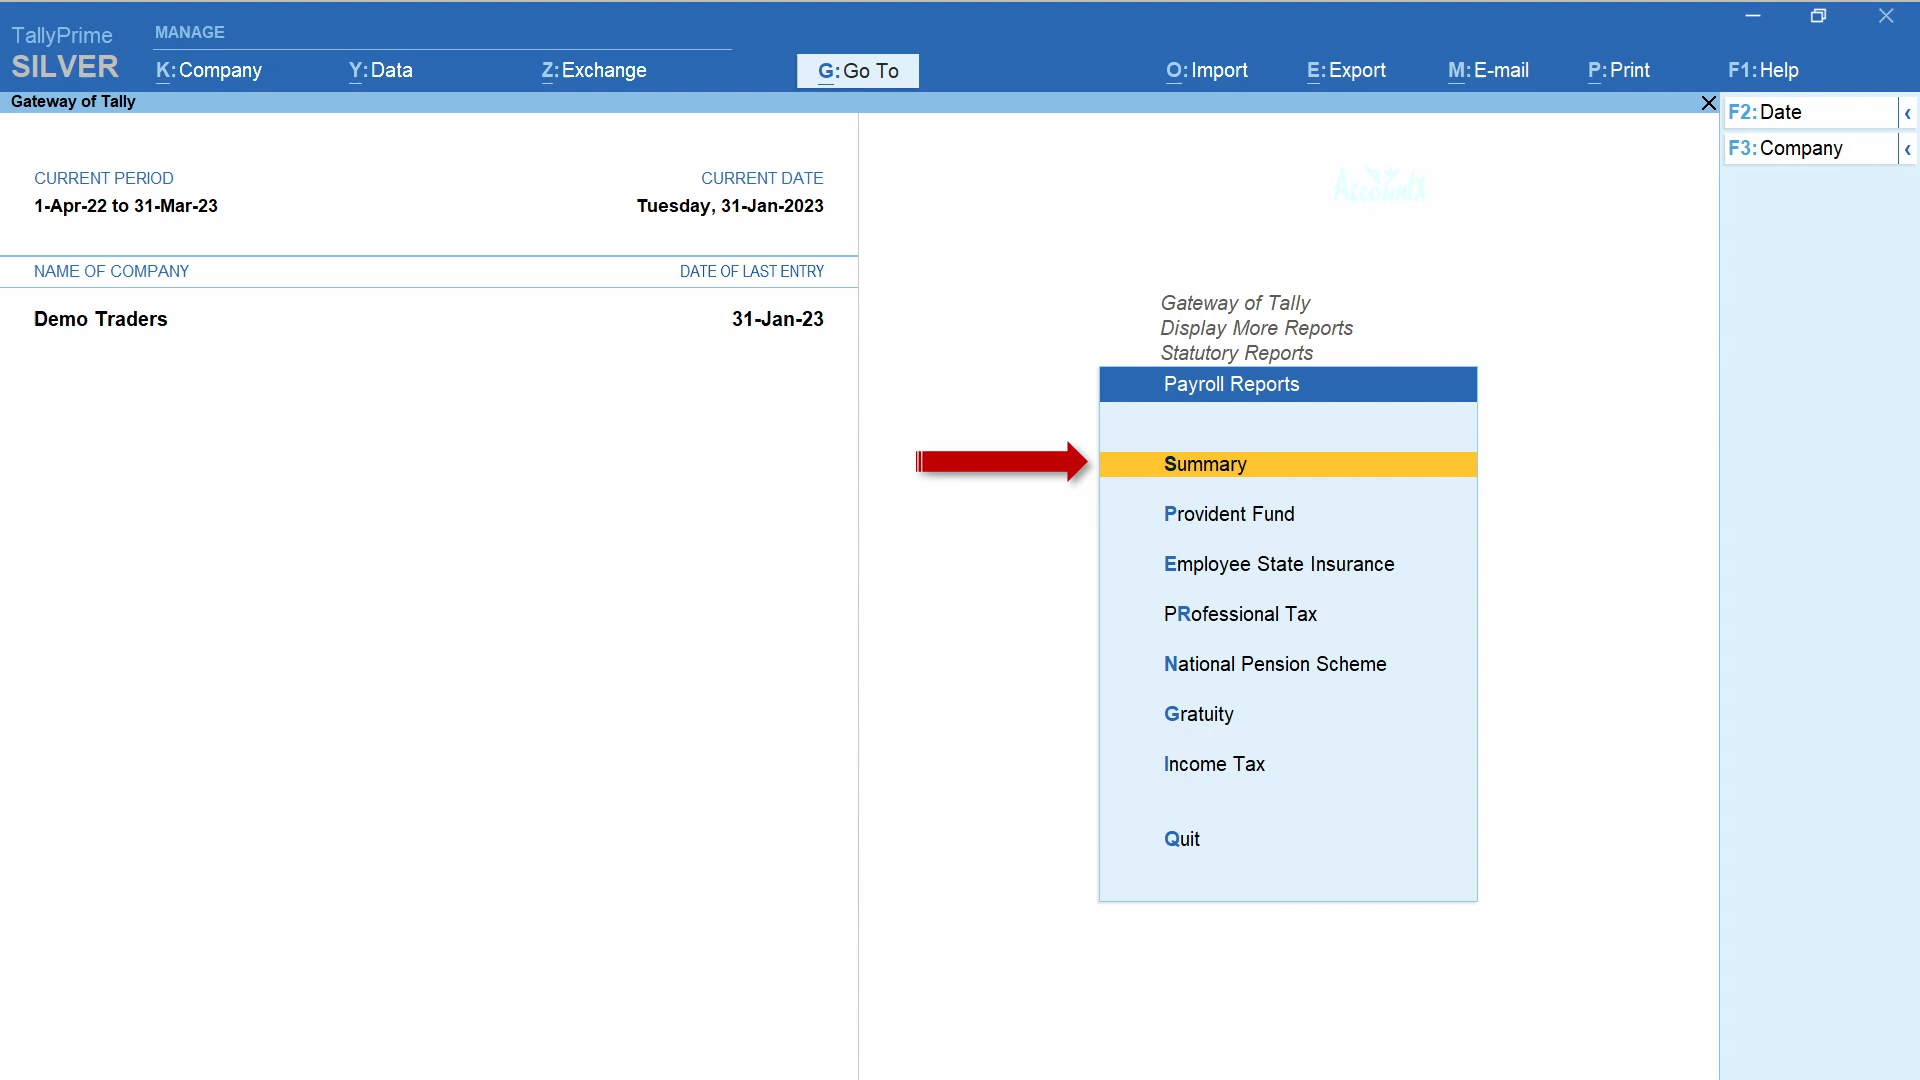 TallyPrime
SILVER
MANAGE
K:Company
Y:Data
Z:Exchange
G:Go To
O:Import
E:Export
M:E-mail
P:Print
F1:Help
Gateway of Tally
F2:Date
F3:Company
CURRENT PERIOD
CURRENT DATE
1-Apr-22 to 31-Mar-23
Tuesday, 31-Jan-2023
NAME OF COMPANY
DATE OF LAST ENTRY
Demo Traders
31-Jan-23
AccountX
Gateway of Tally
Display More Reports
Statutory Reports
Payroll Reports
Summary
Provident Fund
Employee State Insurance
PRofessional Tax
National Pension Scheme
Gratuity
Income Tax
Quit